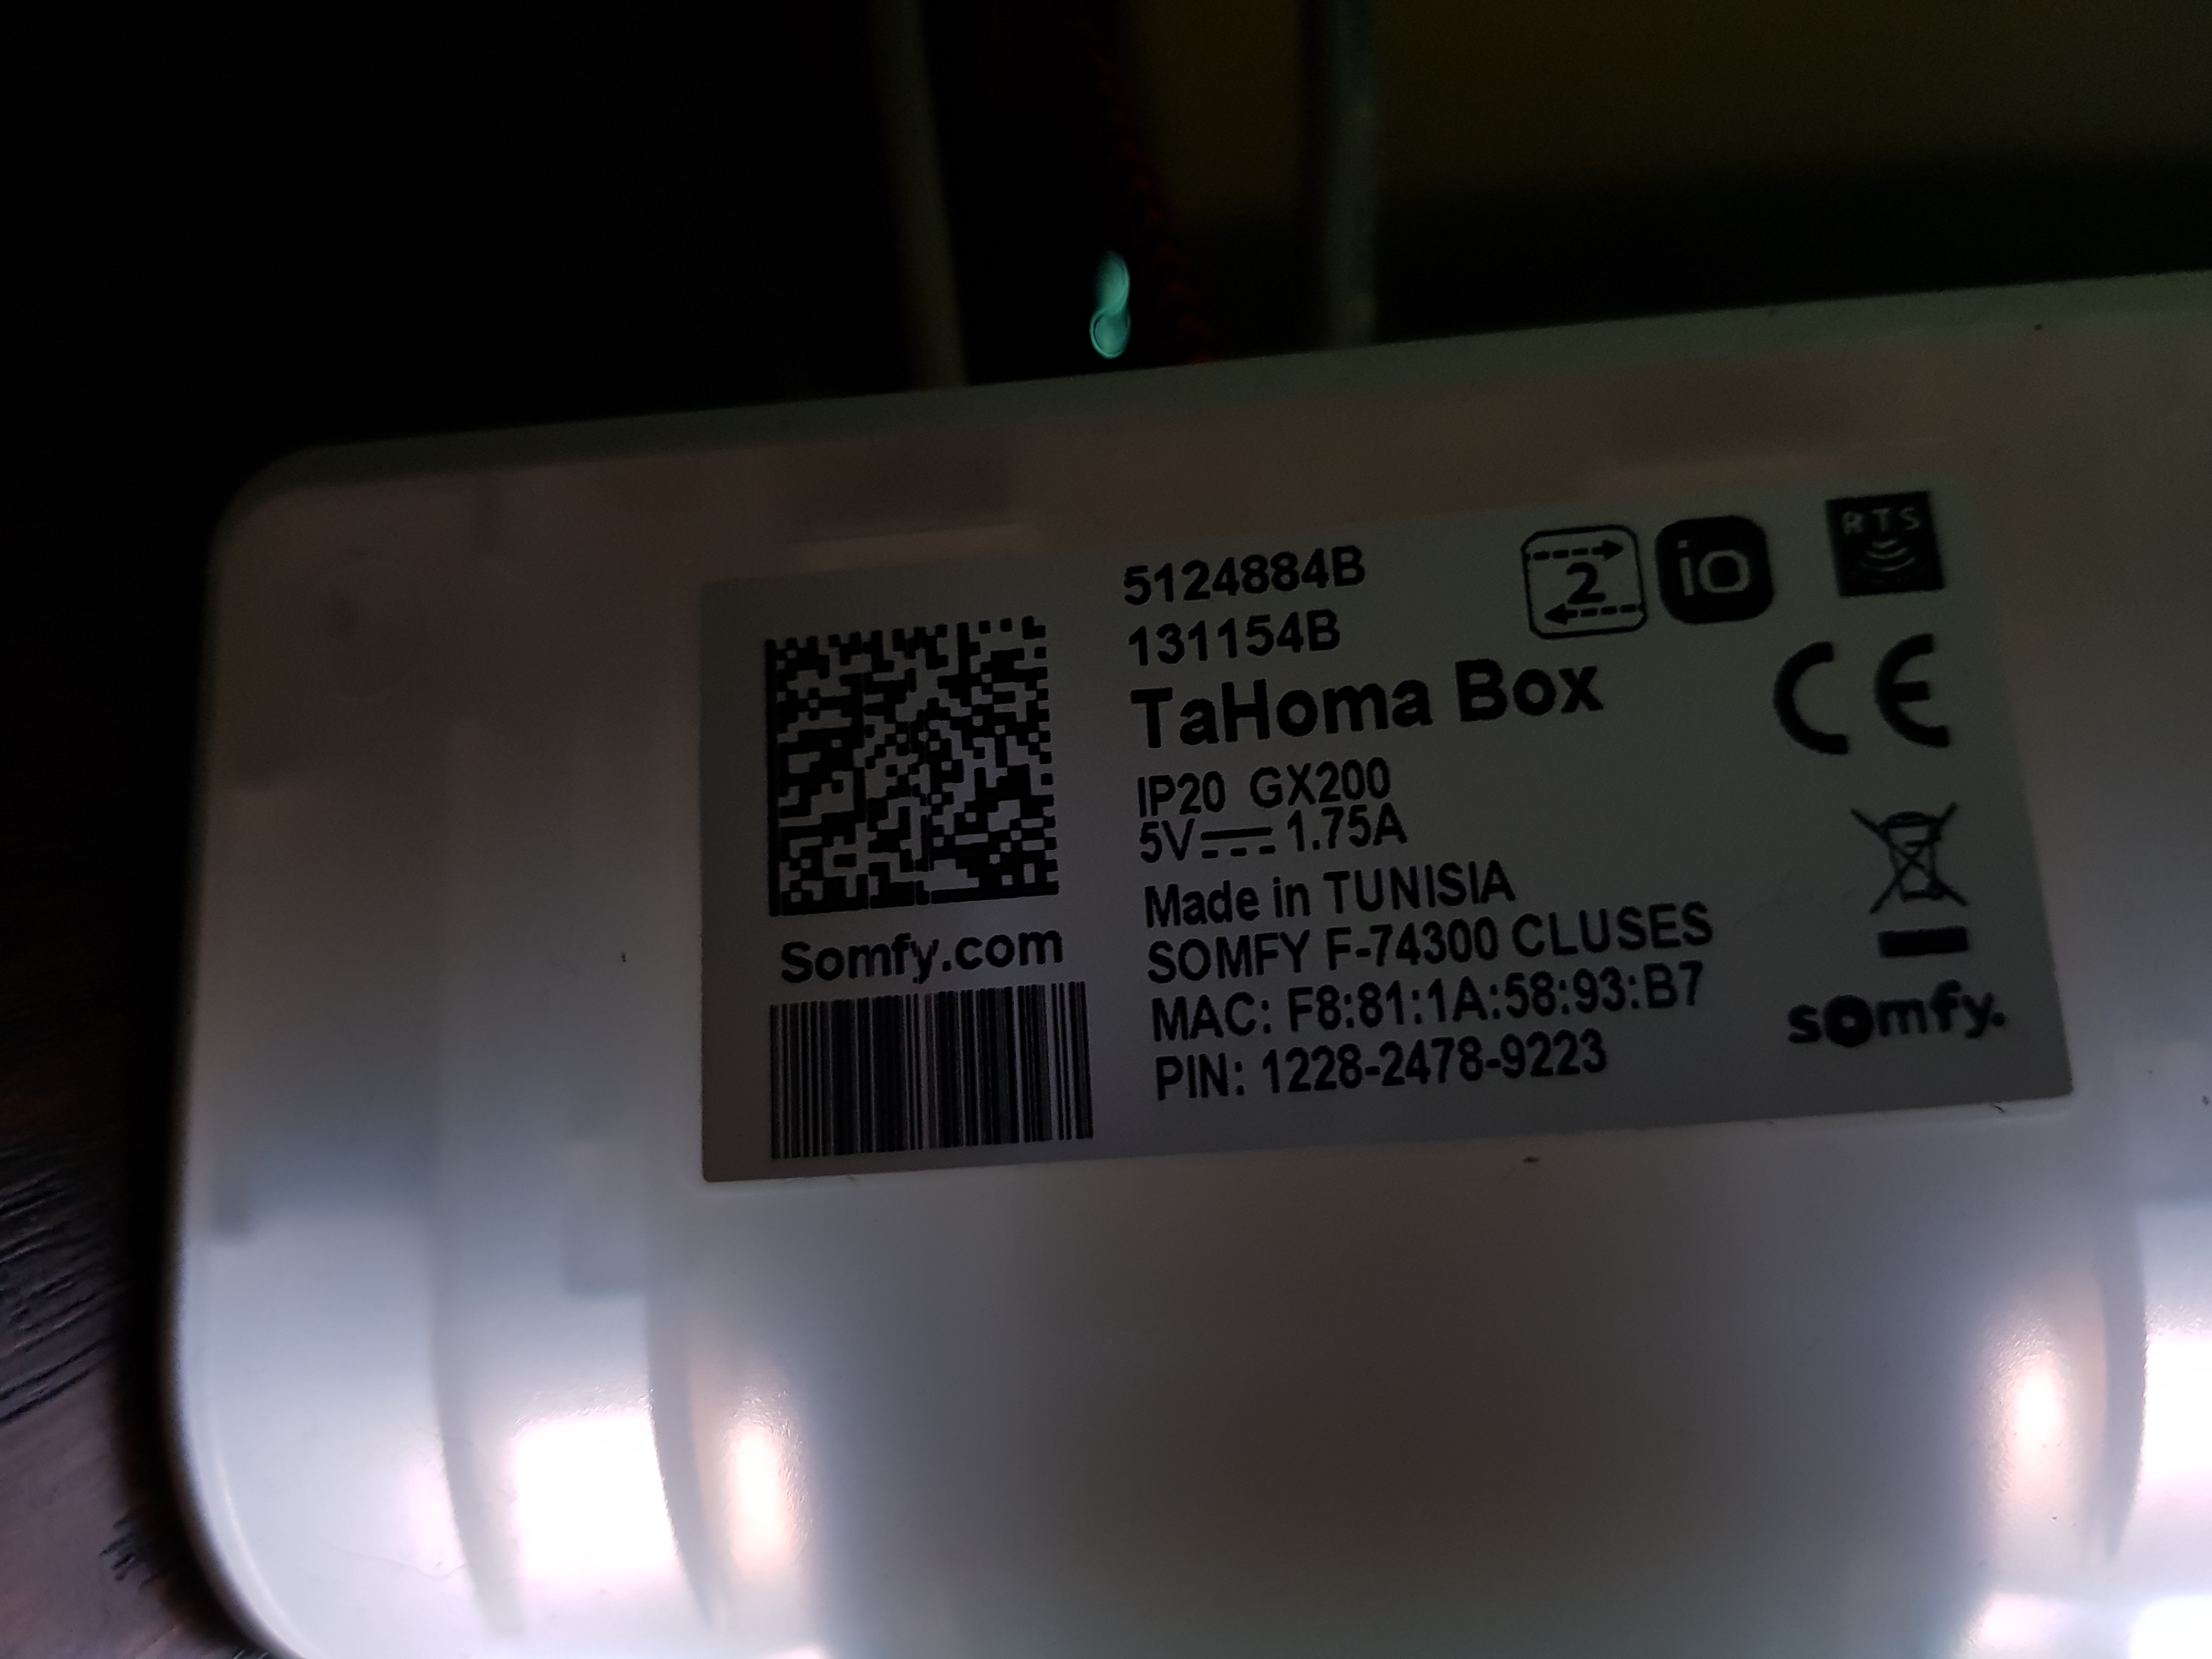 5124884B
131154B
2
io
RTS
TaHoma Box
CE
IP20 GX200
5V 1.75A
Made in TUNISIA
SOMFY F-74300 CLUSES
MAC: F8:81:1A:58:93:B7
PIN: 1228-2478-9223
Somfy.com
somfy.